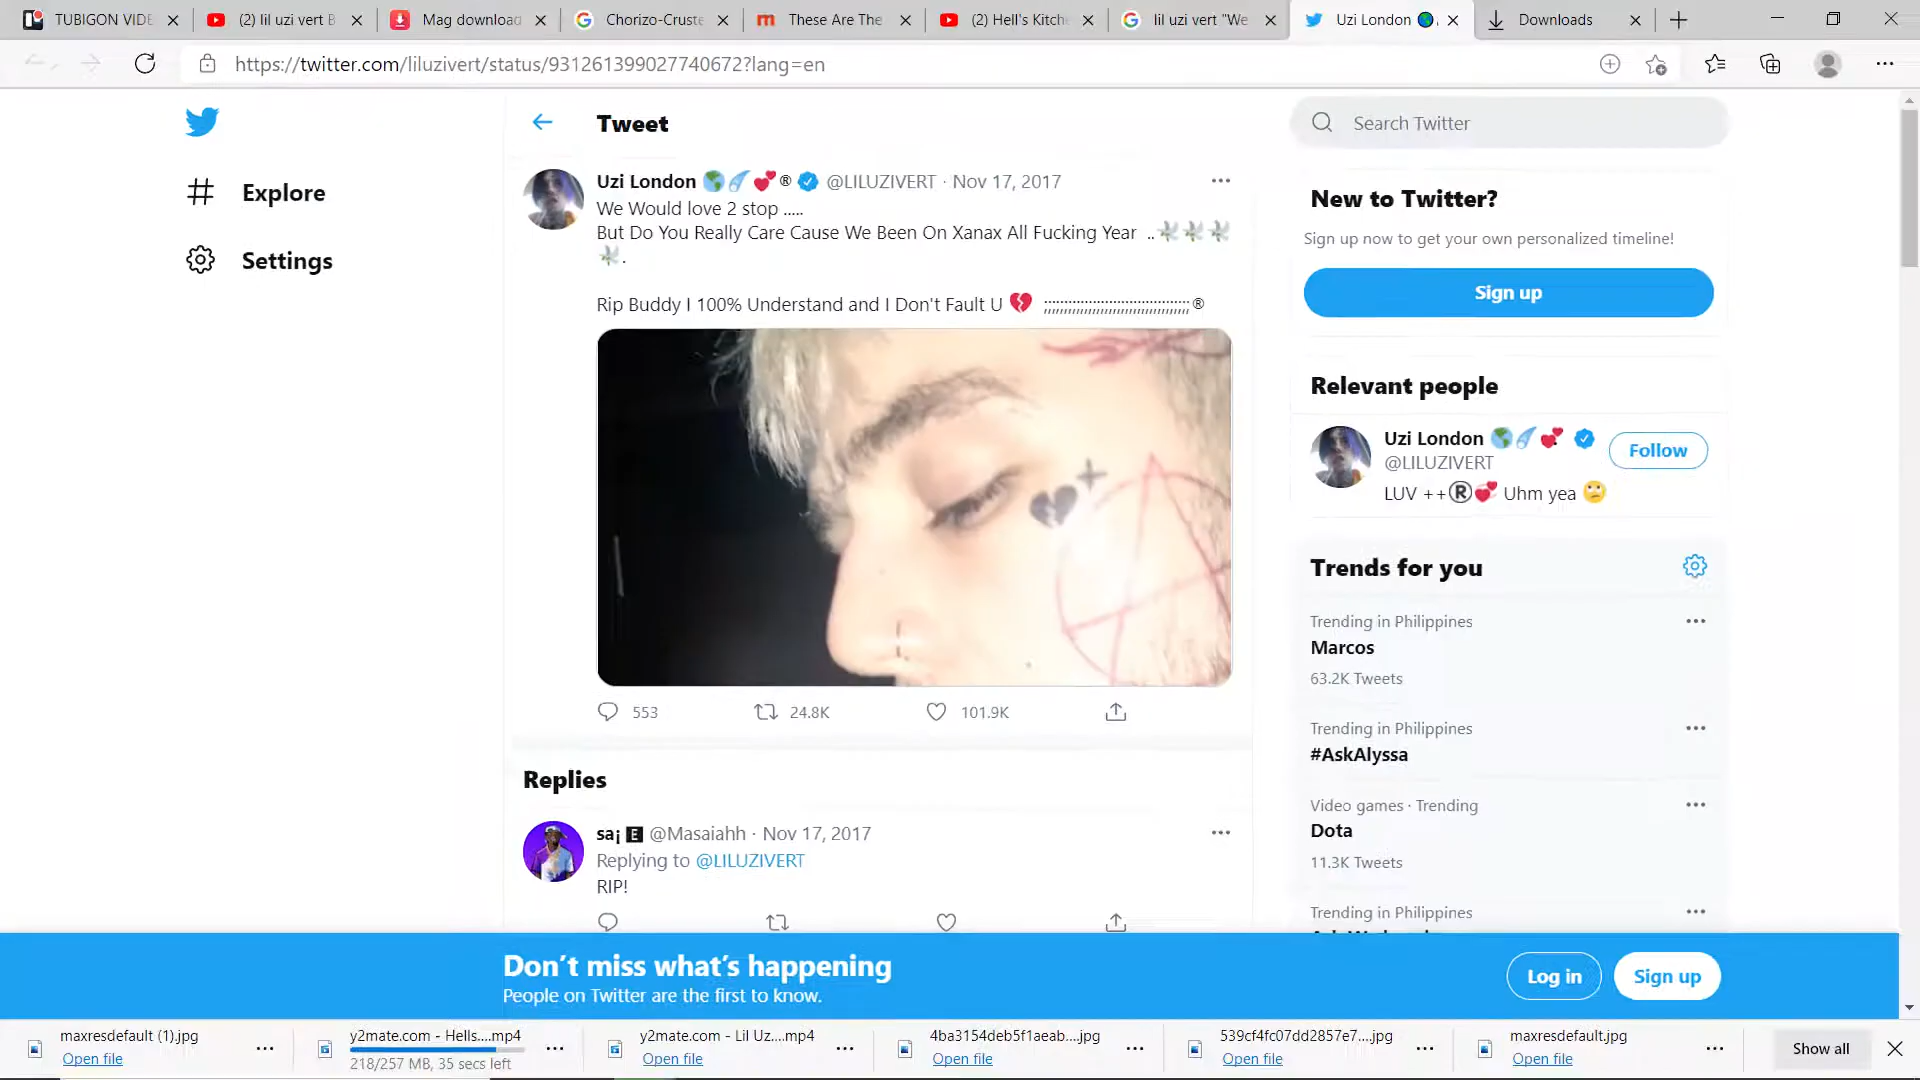 TUBIGON VIDE
(2) lil uzi vert B
Mag download
Chorizo-Cruste
These Are The
(2) Hell's Kitche
lil uzi vert "We
Uzi London
Downloads
https://twitter.com/liluzivert/status/931261399027740672?lang=en
Explore
Settings
Tweet
Uzi London 🌎☄️💕® @LILUZIVERT · Nov 17, 2017
We Would love 2 stop .....
But Do You Really Care Cause We Been On Xanax All Fucking Year ..🕊🕊🕊
🕊.
Rip Buddy I 100% Understand and I Don't Fault U 💔 ;;;;;;;;;;;;;;;;;;;;;;;;;;;;;;;;;;;;;®
553
24.8K
101.9K
Replies
sa¡ 🅴 @Masaiahh · Nov 17, 2017
Replying to @LILUZIVERT
RIP!
Search Twitter
New to Twitter?
Sign up now to get your own personalized timeline!
Sign up
Relevant people
Uzi London 🌎☄️💕
@LILUZIVERT
Follow
LUV ++®️💕 Uhm yea 🙄
Trends for you
Trending in Philippines
Marcos
63.2K Tweets
Trending in Philippines
#AskAlyssa
Video games · Trending
Dota
11.3K Tweets
Trending in Philippines
Don’t miss what’s happening
People on Twitter are the first to know.
Log in
Sign up
maxresdefault (1).jpg
Open file
y2mate.com - Hells....mp4
218/257 MB, 35 secs left
y2mate.com - Lil Uz....mp4
Open file
4ba3154deb5f1aeab....jpg
Open file
539cf4fc07dd2857e7....jpg
Open file
maxresdefault.jpg
Open file
Show all